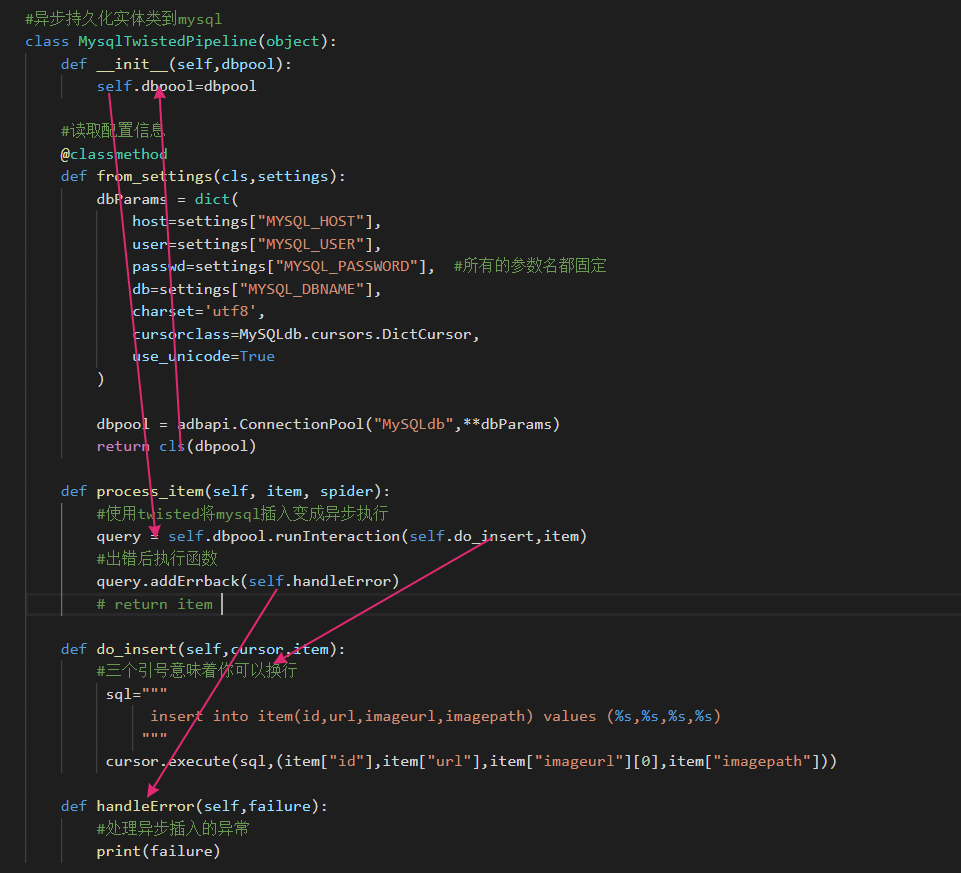 #异步持久化实体类到mysql
class MysqlTwistedPipeline(object):
def __init__(self,dbpool):
self.dbpool=dbpool
#读取配置信息
@classmethod
def from_settings(cls,settings):
dbParams = dict(
host=settings["MYSQL_HOST"],
user=settings["MYSQL_USER"],
passwd=settings["MYSQL_PASSWORD"],  #所有的参数名都固定
db=settings["MYSQL_DBNAME"],
charset='utf8',
cursorclass=MySQLdb.cursors.DictCursor,
use_unicode=True
)
dbpool = adbapi.ConnectionPool("MySQLdb",**dbParams)
return cls(dbpool)
def process_item(self, item, spider):
#使用twisted将mysql插入变成异步执行
query = self.dbpool.runInteraction(self.do_insert,item)
#出错后执行函数
query.addErrback(self.handleError)
# return item
def do_insert(self,cursor,item):
#三个引号意味着你可以换行
sql="""
insert into item(id,url,imageurl,imagepath) values (%s,%s,%s,%s)
"""
cursor.execute(sql,(item["id"],item["url"],item["imageurl"][0],item["imagepath"]))
def handleError(self,failure):
#处理异步插入的异常
print(failure)